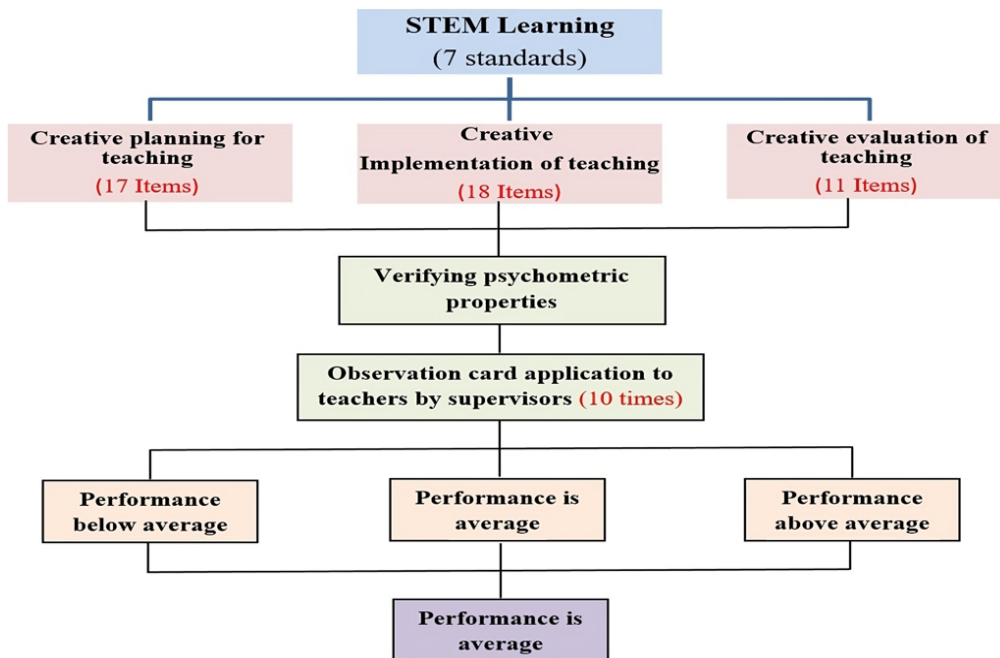 STEM Learning
(7 standards)
Creative planning for
teaching
(17 Items)
Creative
Implementation of teaching
(18 Items)
Creative evaluation of
teaching
(11 Items)
Verifying psychometric
properties
Observation card application to
teachers by supervisors (10 times)
Performance
below average
Performance is
average
Performance
above average
Performance is
average